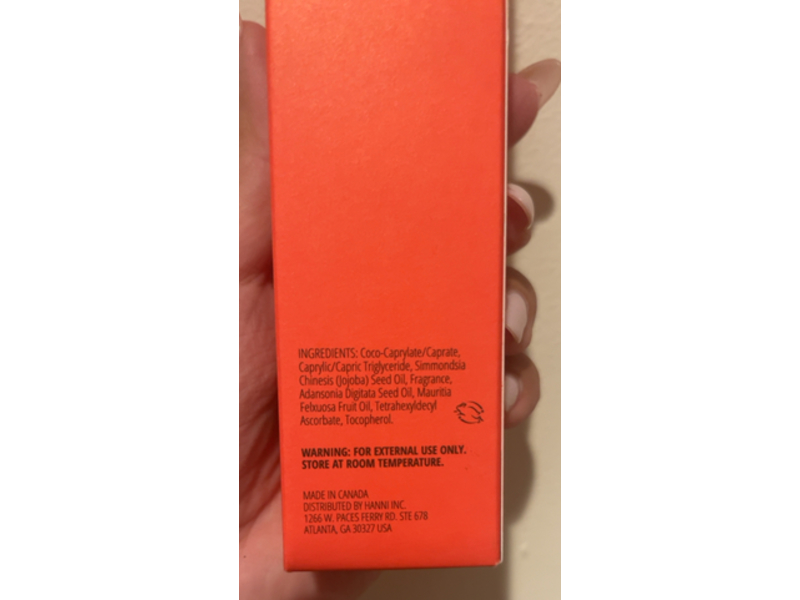 INGREDIENTS: Coco-Caprylate/Caprate,
Caprylic/Capric Triglyceride, Simmondsia
Chinesis (Jojoba) Seed Oil, Fragrance,
Adansonia Digitata Seed Oil, Mauritia
Felxuosa Fruit Oil, Tetrahexyldecyl
Ascorbate, Tocopherol.
WARNING: FOR EXTERNAL USE ONLY.
STORE AT ROOM TEMPERATURE.
MADE IN CANADA
DISTRIBUTED BY HANNI INC.
1266 W. PACES FERRY RD. STE 678
ATLANTA, GA 30327 USA